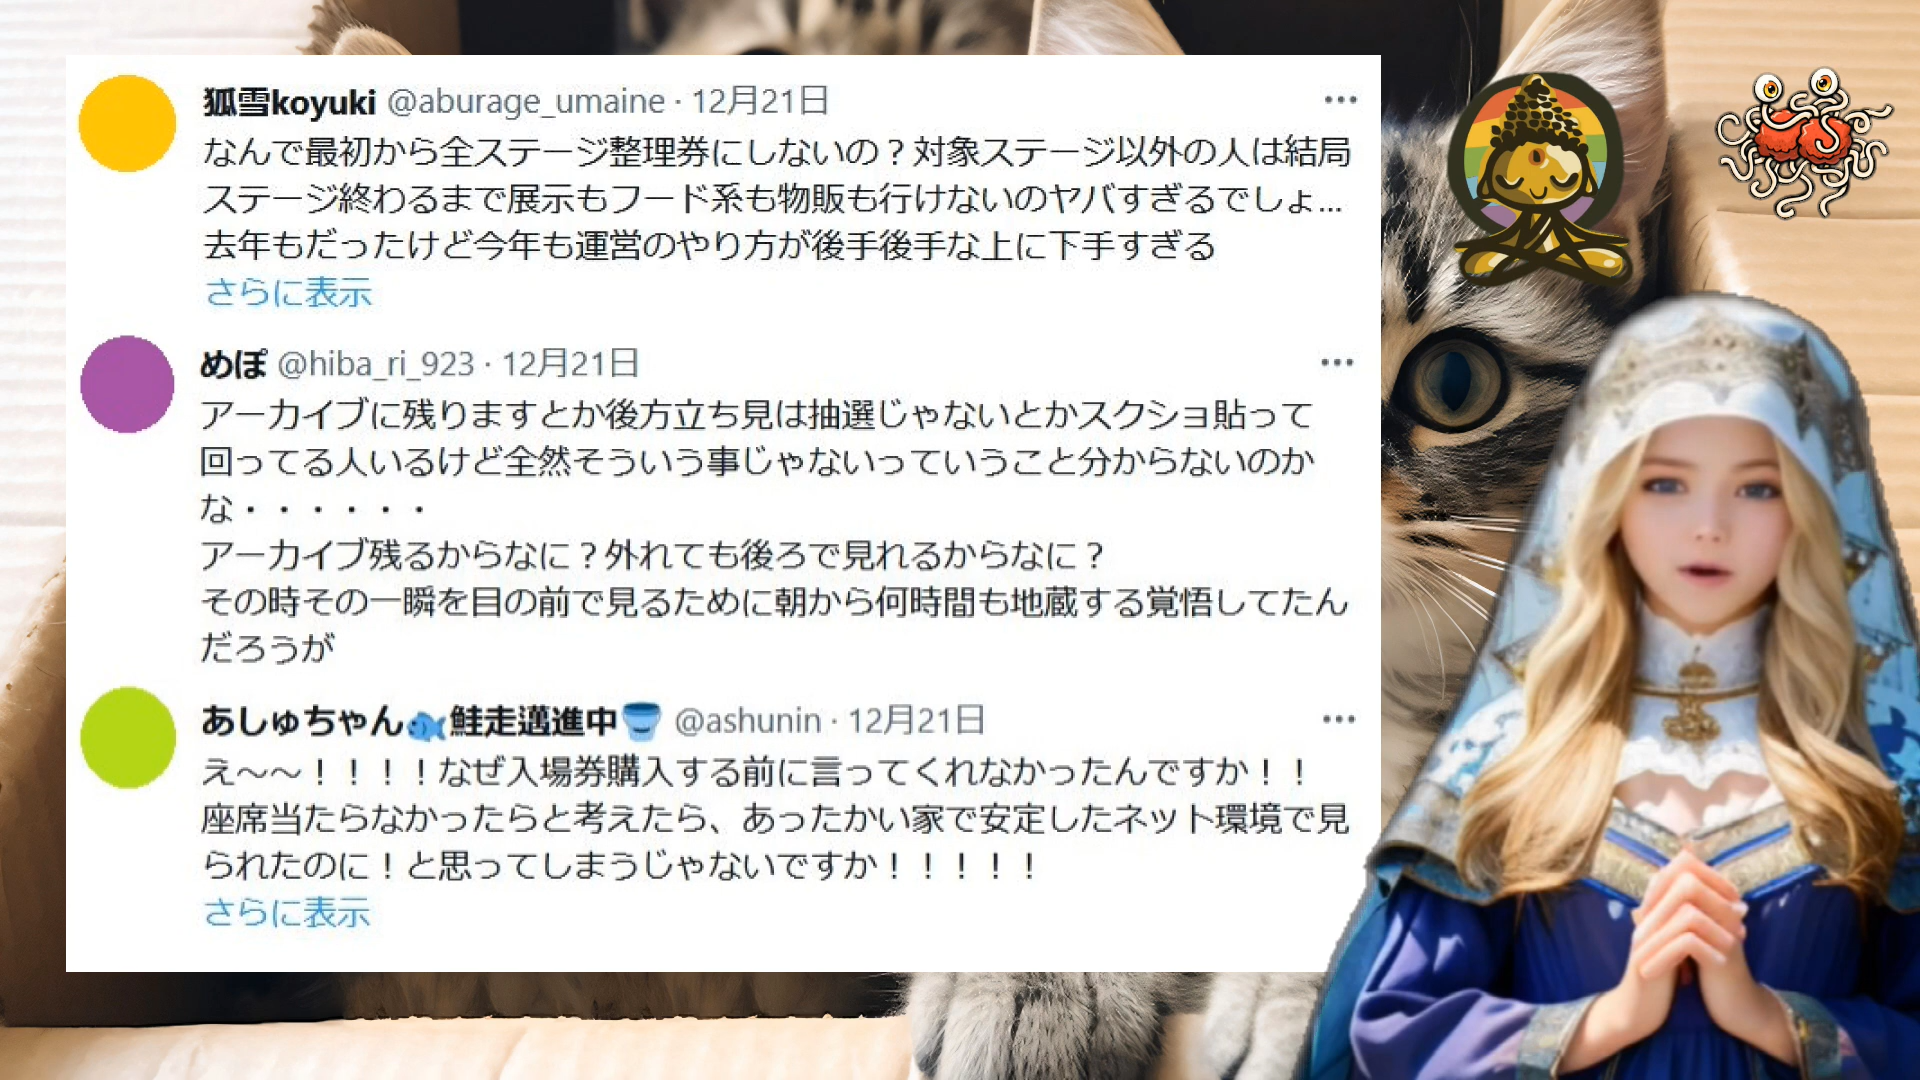 狐雪koyuki @aburage_umaine · 12月21日
なんで最初から全ステージ整理券にしないの？対象ステージ以外の人は結局
ステージ終わるまで展示もフード系も物販も行けないのヤバすぎるでしょ...
去年もだったけど今年も運営のやり方が後手後手な上に下手すぎる
さらに表示
めぽ @hiba_ri_923 · 12月21日
アーカイブに残りますとか後方立ち見は抽選じゃないとかスクショ貼って
回ってる人いるけど全然そういう事じゃないっていうこと分からないのか
な・・・・・・
アーカイブ残るからなに？外れても後ろで見れるからなに？
その時その一瞬を目の前で見るために朝から何時間も地蔵する覚悟してたん
だろうが
あしゅちゃん🐟鮭走邁進中🪣 @ashunin · 12月21日
え～～！！！！なぜ入場券購入する前に言ってくれなかったんですか！！
座席当たらなかったらと考えたら、あったかい家で安定したネット環境で見
られたのに！と思ってしまうじゃないですか！！！！！
さらに表示